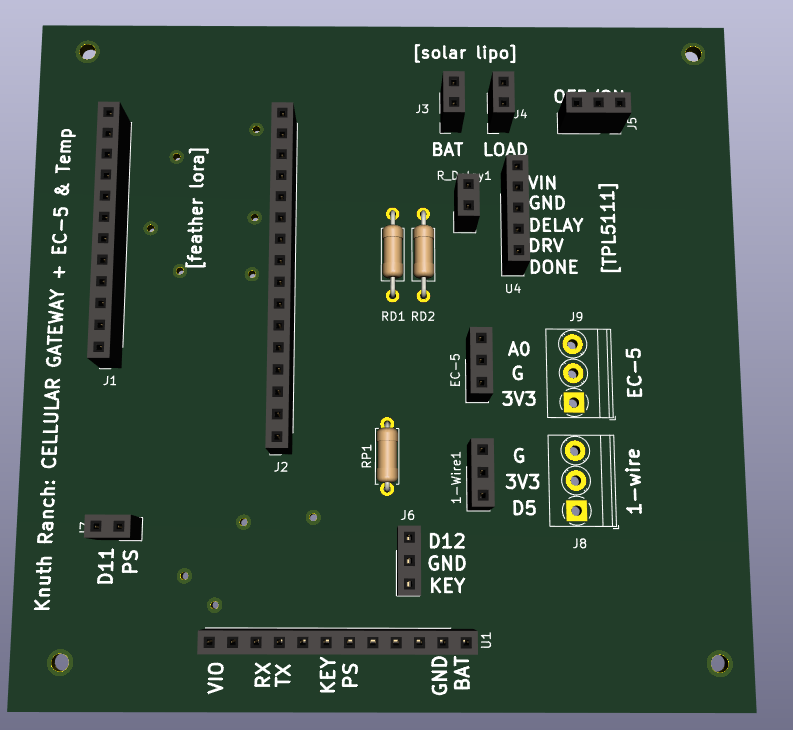 [solar lipo]
J3
J4
OFF/ON
J5
BAT
LOAD
R_Delay1
VIN
GND
DELAY
DRV
DONE
[TPL5111]
U4
[feather lora]
Knuth Ranch: CELLULAR GATEWAY + EC-5 & Temp
J1
J2
RD1
RD2
J9
EC-5
A0
G
3V3
EC-5
RP1
1-Wire1
G
3V3
D5
1-wire
J8
J7
D11
PS
J6
D12
GND
KEY
U1
VIO
RX
TX
KEY
PS
GND
BAT